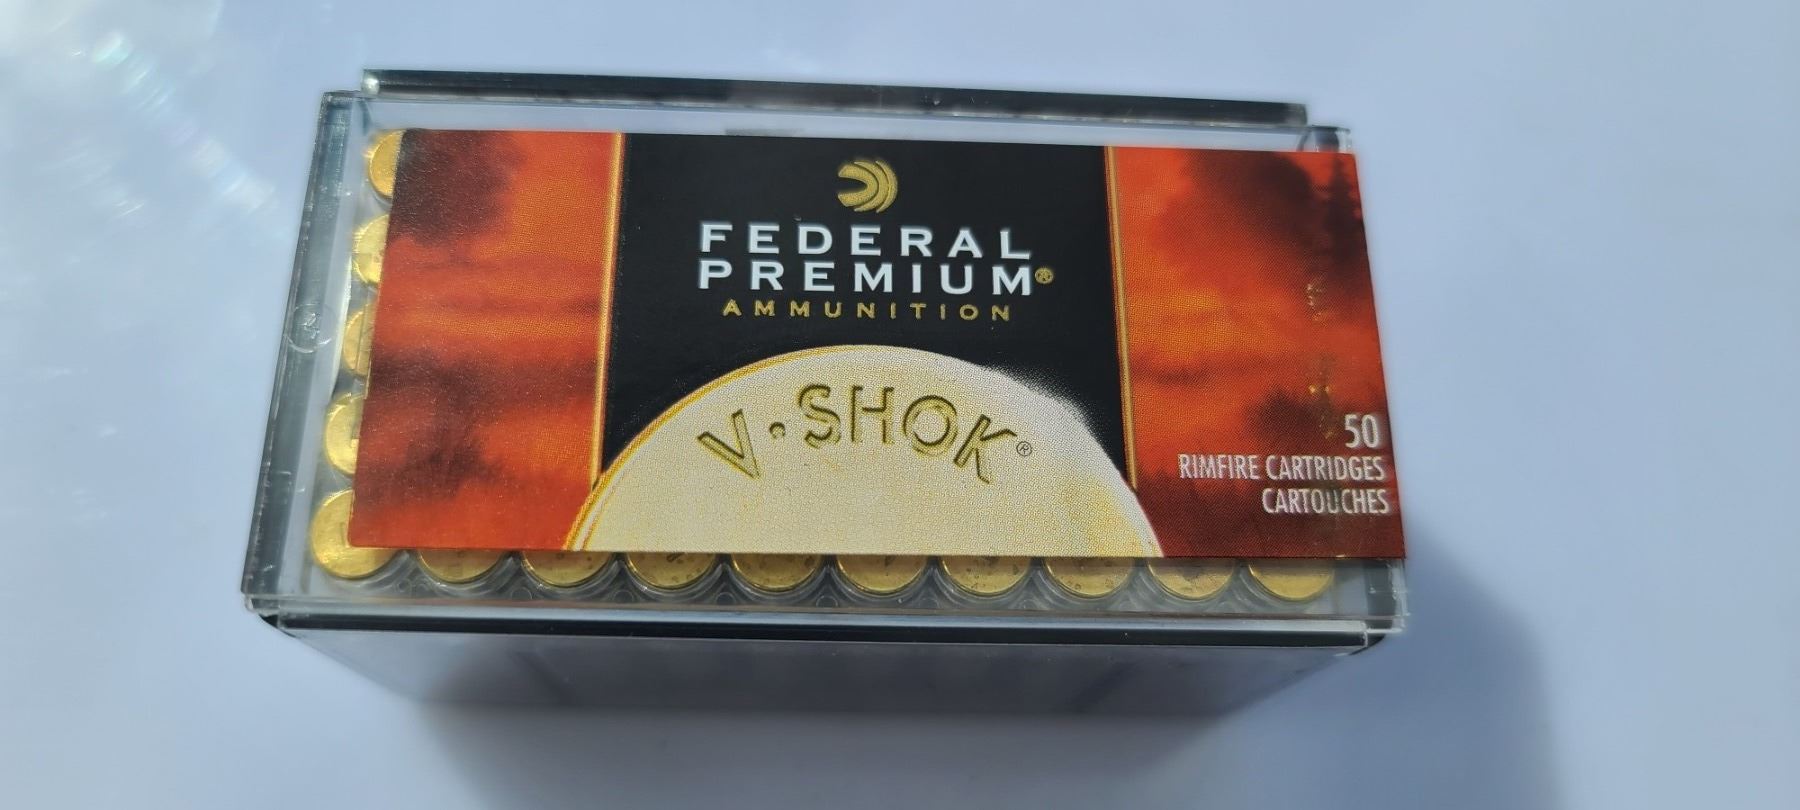 FEDERAL
PREMIUM®
AMMUNITION
V·SHOK®
50
RIMFIRE CARTRIDGES
CARTOUCHES